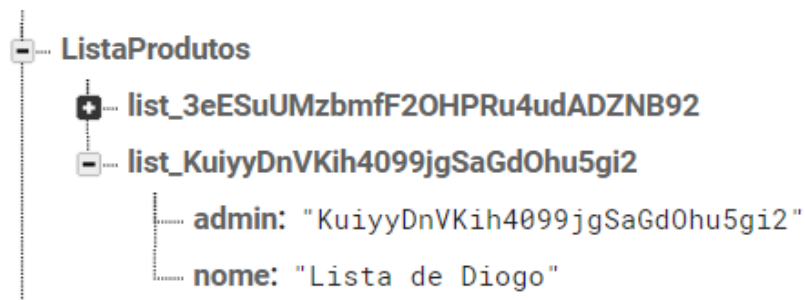 ListaProdutos
list_3eESuUMzbmfF2OHPRu4udADZNB92
list_KuiyyDnVKih4099jgSaGdOhu5gi2
admin: "KuiyyDnVKih4099jgSaGdOhu5gi2"
nome: "Lista de Diogo"